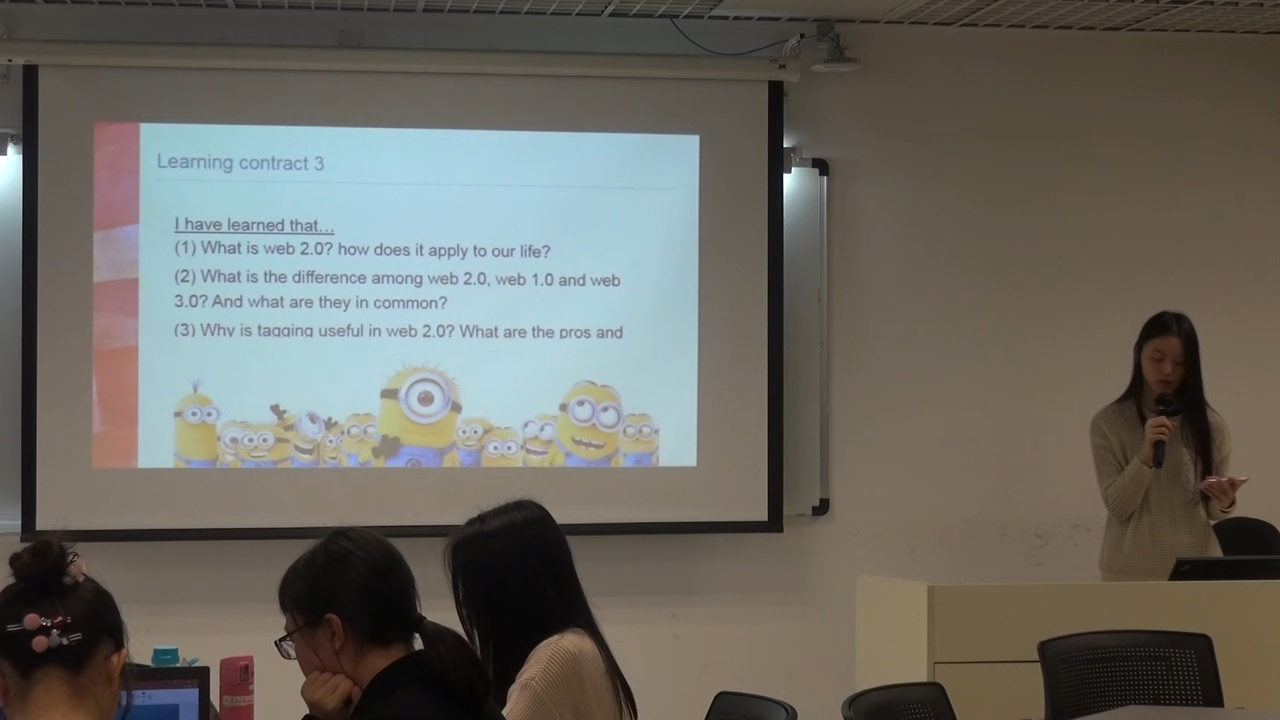 Learning contract 3
I have learned that...
(1) What is web 2.0? how does it apply to our life?
(2) What is the difference among web 2.0, web 1.0 and web
3.0? And what are they in common?
(3) Why is tagging useful in web 2.0? What are the pros and